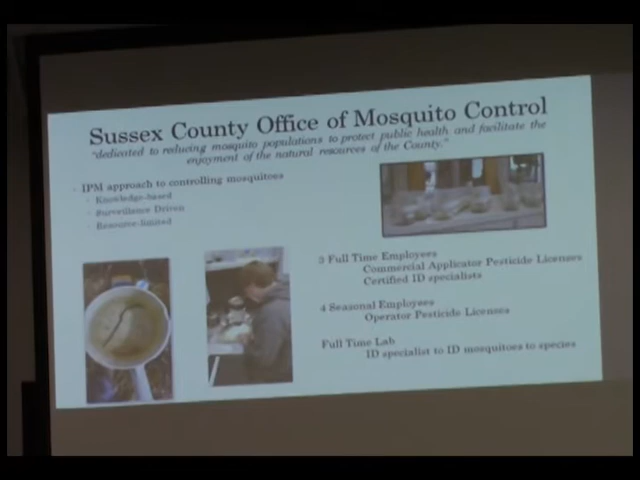 Sussex County Office of Mosquito Control
"dedicated to reducing mosquito populations to protect public health and facilitate the
enjoyment of the natural resources of the County."
- IPM approach to controlling mosquitoes
- Knowledge-based
- Surveillance Driven
- Resource-limited
3 Full Time Employees
Commercial Applicator Pesticide Licenses
Certified ID specialists
4 Seasonal Employees
Operator Pesticide Licenses
Full Time Lab
ID specialist to ID mosquitoes to species